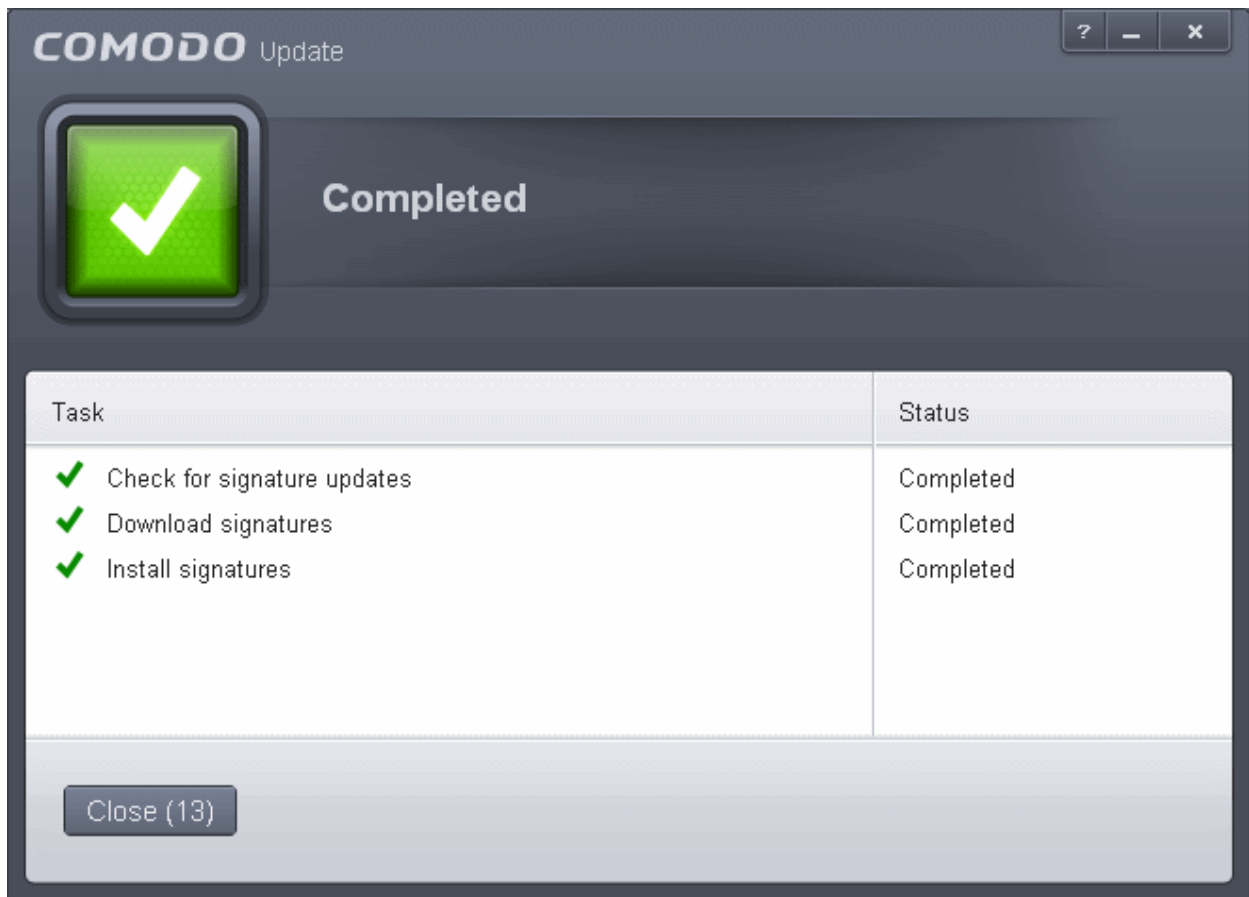 COMODO Update
?
Completed
Task Status
Check for signature updates Completed
Download signatures Completed
Install signatures Completed
Close (13)